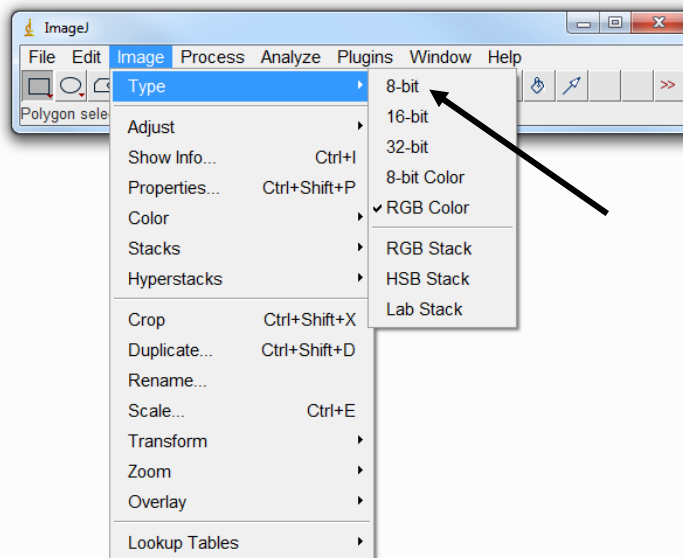 ImageJ
File Edit Image Process Analyze Plugins Window Help
>>
Polygon sele
Type
Adjust
Show Info... Ctrl+I
Properties... Ctrl+Shift+P
Color
Stacks
Hyperstacks
Crop Ctrl+Shift+X
Duplicate... Ctrl+Shift+D
Rename...
Scale... Ctrl+E
Transform
Zoom
Overlay
Lookup Tables
8-bit
16-bit
32-bit
8-bit Color
RGB Color
RGB Stack
HSB Stack
Lab Stack